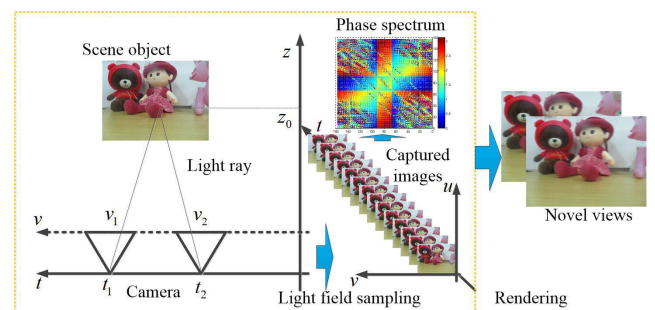 Phase spectrum
Scene object
z
z0
t
Light ray
Captured
images
u
v
v1
v2
Novel views
t
t1
t2
Camera
v
Light field sampling
Rendering